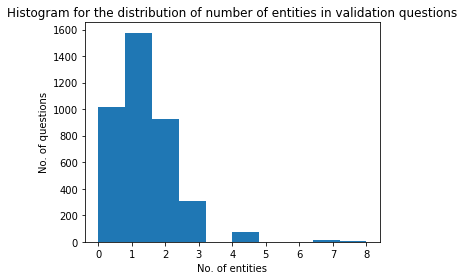 Histogram for the distribution of number of entities in validation questions
1600
1400
1200
1000
800
600
400
200
0
No. of questions
0 1 2 3 4 5 6 7 8
No. of entities